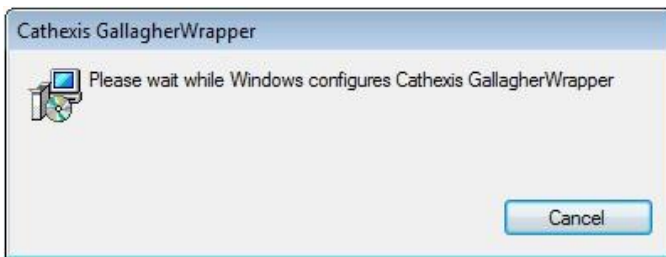 Cathexis GallagherWrapper
Please wait while Windows configures Cathexis GallagherWrapper
Cancel